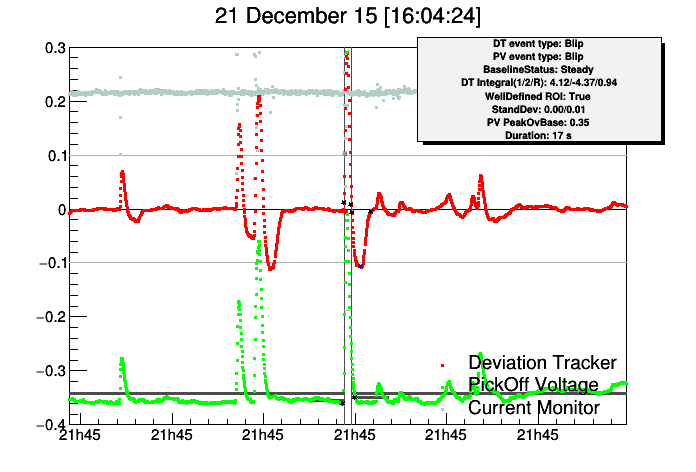 21 December 15 [16:04:24]
DT event type: Blip
PV event type: Blip
BaselineStatus: Steady
DT Integral(1/2/R): 4.12/-4.37/0.94
WellDefined ROI: True
StandDev: 0.00/0.01
PV PeakOvBase: 0.35
Duration: 17 s
0.3
0.2
0.1
0
−0.1
−0.2
−0.3
−0.4
Deviation Tracker
PickOff Voltage
Current Monitor
21h45 21h45 21h45 21h45 21h45 21h45